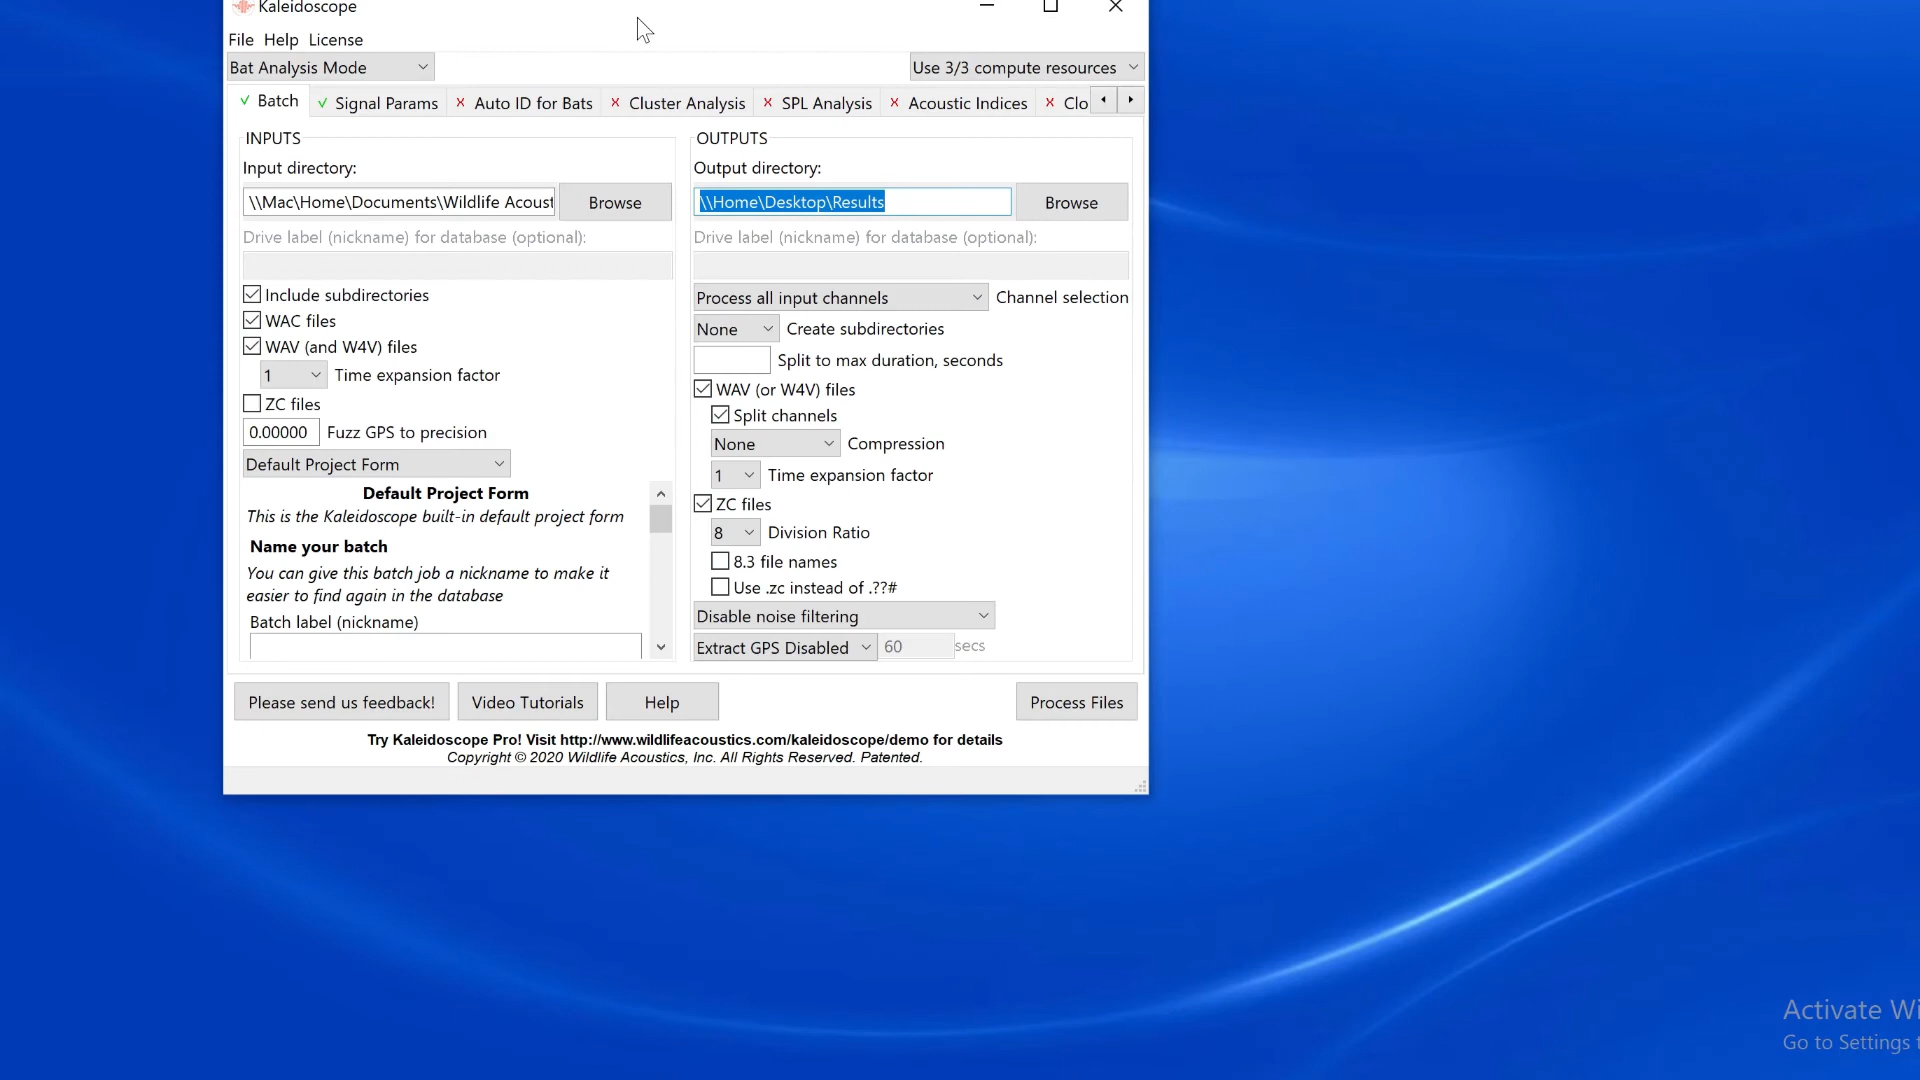 Kaleidoscope
File Help License
Bat Analysis Mode
Use 3/3 compute resources
Batch
Signal Params
Auto ID for Bats
Cluster Analysis
SPL Analysis
Acoustic Indices
Clo
INPUTS
Input directory:
\\Mac\Home\Documents\Wildlife Acoust
Browse
Drive label (nickname) for database (optional):
Include subdirectories
WAC files
WAV (and W4V) files
1 Time expansion factor
ZC files
0.00000 Fuzz GPS to precision
Default Project Form
Default Project Form
This is the Kaleidoscope built-in default project form
Name your batch
You can give this batch job a nickname to make it
easier to find again in the database
Batch label (nickname)
OUTPUTS
Output directory:
\\Home\Desktop\Results
Browse
Drive label (nickname) for database (optional):
Process all input channels Channel selection
None Create subdirectories
Split to max duration, seconds
WAV (or W4V) files
Split channels
None Compression
1 Time expansion factor
ZC files
8 Division Ratio
8.3 file names
Use .zc instead of .??#
Disable noise filtering
Extract GPS Disabled 60 secs
Please send us feedback!
Video Tutorials
Help
Process Files
Try Kaleidoscope Pro! Visit http://www.wildlifeacoustics.com/kaleidoscope/demo for details
Copyright © 2020 Wildlife Acoustics, Inc. All Rights Reserved. Patented.
Activate Wi
Go to Settings t